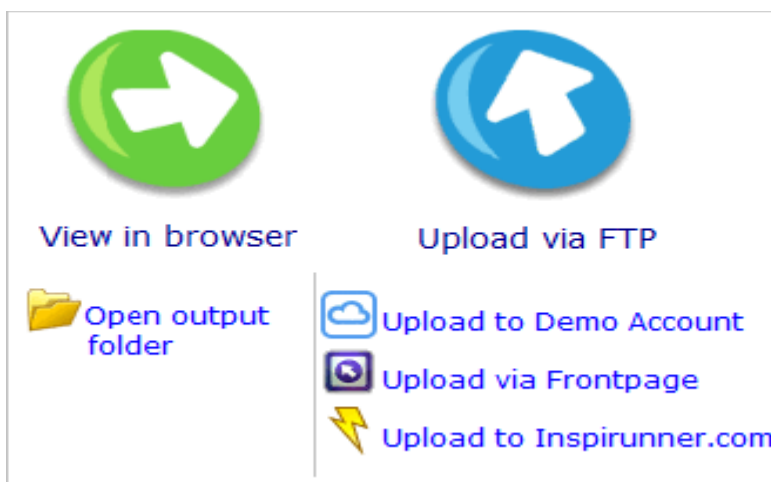 View in browser
Upload via FTP
Open output
folder
Upload to Demo Account
Upload via Frontpage
Upload to Inspirunner.com